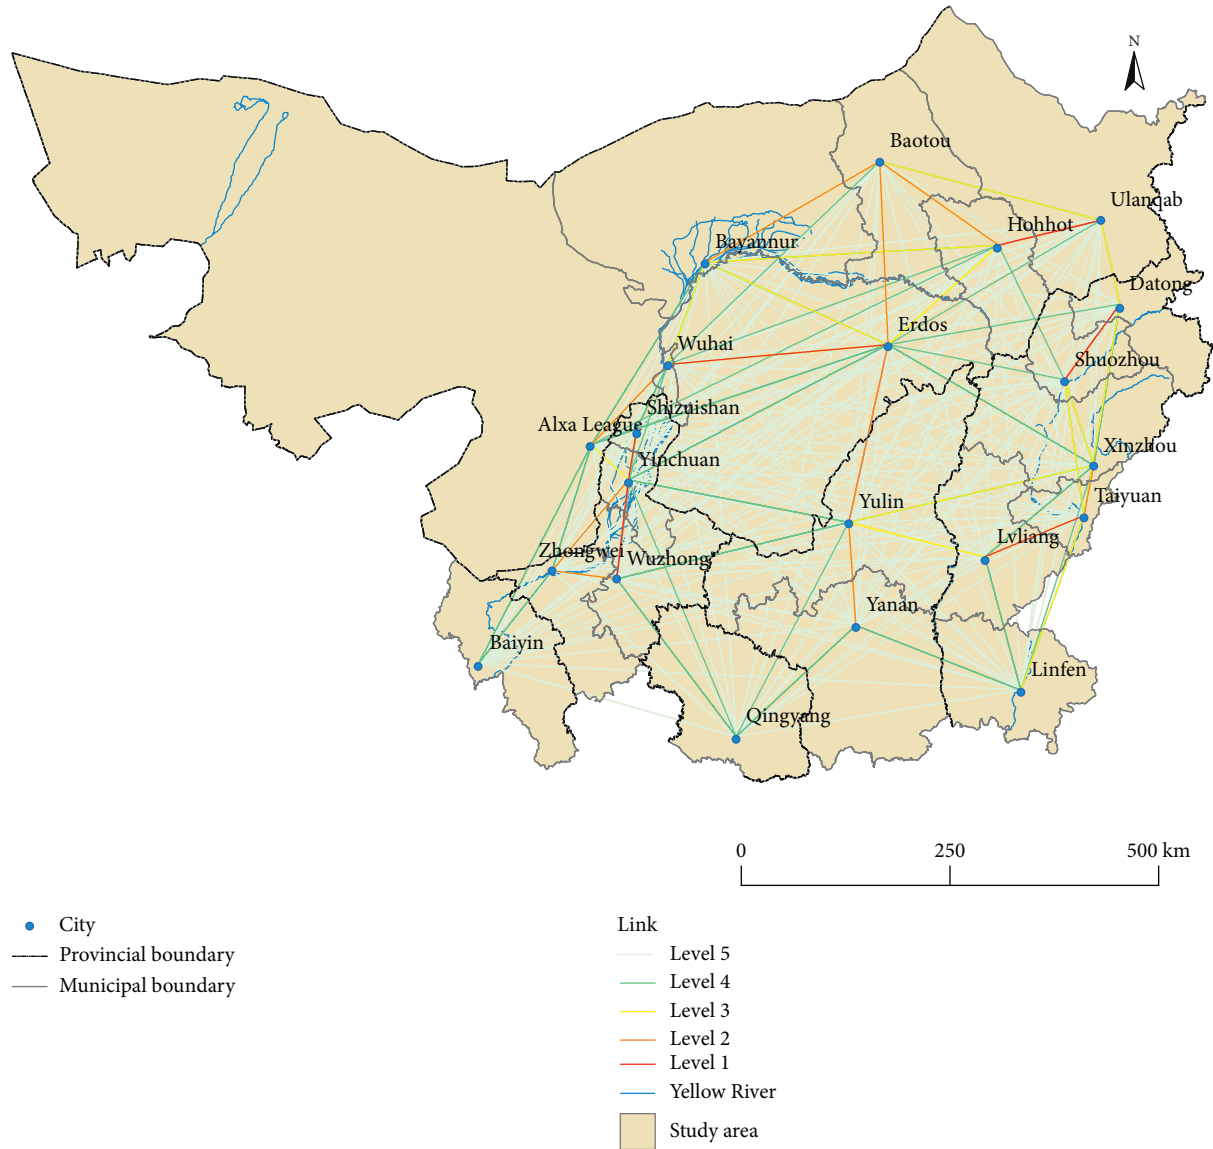 N
Baotou
Ulanqab
Hohhot
Bayannur
Datong
Erdos
Wuhai
Shuozhou
Shizuishan
Alxa League
Xinzhou
Yinchuan
Taiyuan
Yulin
Lvliang
Zhongwei
Wuzhong
Yanan
Baiyin
Linfen
Qingyang
0 250 500 km
City
Provincial boundary
Municipal boundary
Link
Level 5
Level 4
Level 3
Level 2
Level 1
Yellow River
Study area